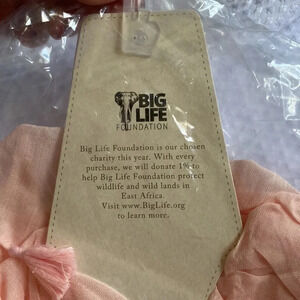 BIG
LIFE
FOUNDATION
Big Life Foundation is our chosen
charity this year. With every
purchase, we will donate 1% to
help Big Life Foundation protect
wildlife and wild lands in
East Africa.
Visit www.BigLife.org
to learn more.